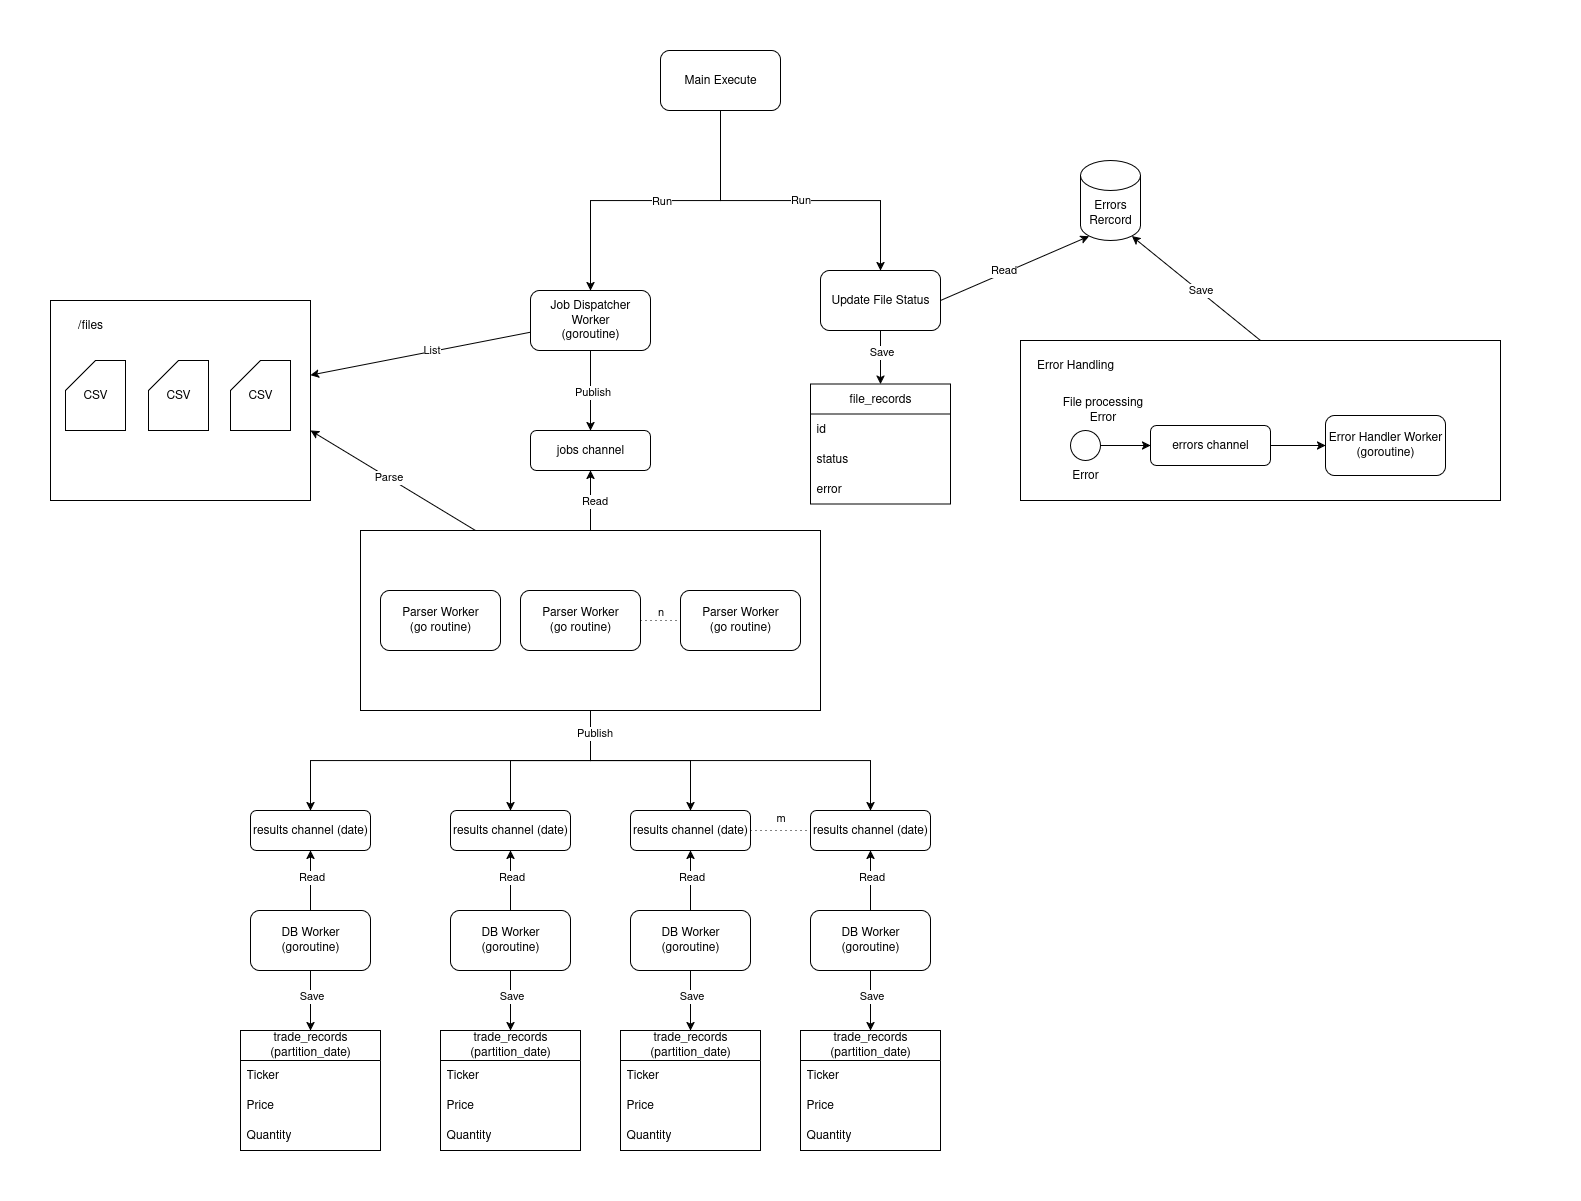 Main Execute
Run
Run
Errors
Rercord
Read
Save
Job Dispatcher
Worker
(goroutine)
Update File Status
/files
CSV
CSV
CSV
List
Publish
Save
jobs channel
file_records
id
status
error
Error Handling
File processing
Error
Error
errors channel
Error Handler Worker
(goroutine)
Parse
Read
Parser Worker
(go routine)
Parser Worker
(go routine)
n
Parser Worker
(go routine)
Publish
results channel (date)
results channel (date)
results channel (date)
m
results channel (date)
Read
Read
Read
Read
DB Worker
(goroutine)
DB Worker
(goroutine)
DB Worker
(goroutine)
DB Worker
(goroutine)
Save
Save
Save
Save
trade_records
(partition_date)
Ticker
Price
Quantity
trade_records
(partition_date)
Ticker
Price
Quantity
trade_records
(partition_date)
Ticker
Price
Quantity
trade_records
(partition_date)
Ticker
Price
Quantity